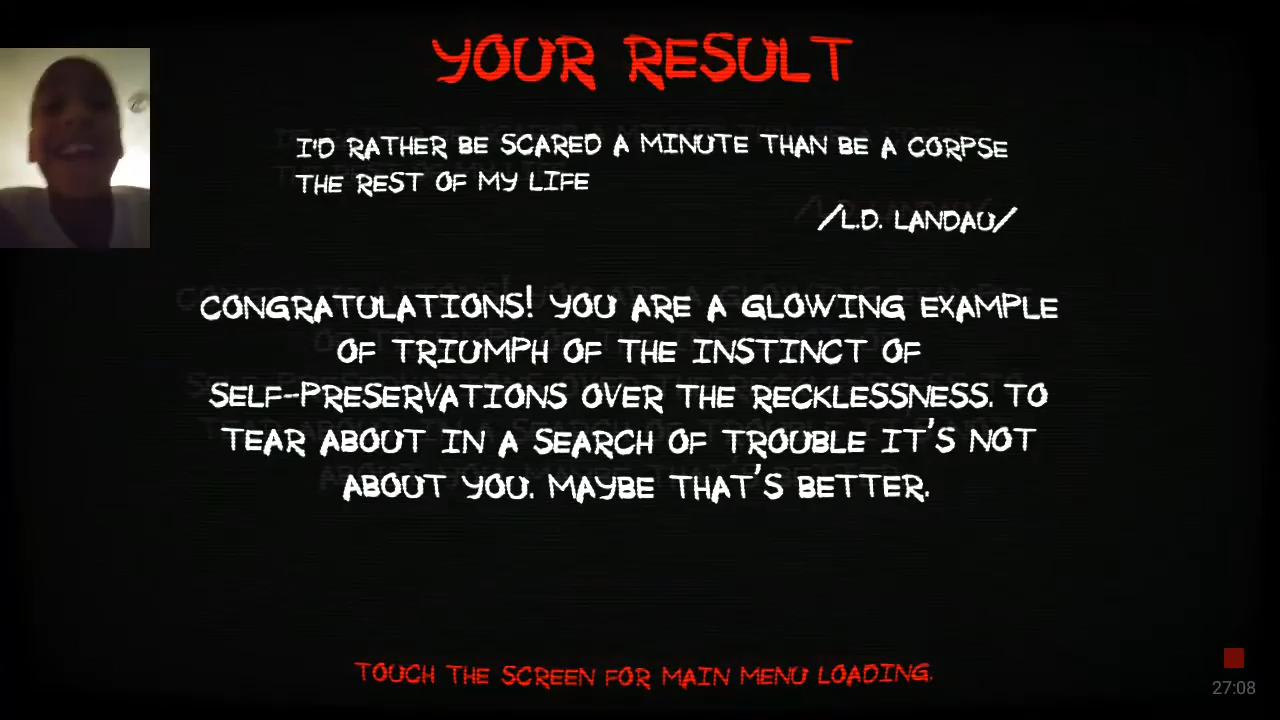 YOUR RESULT
I'D RATHER BE SCARED A MINUTE THAN BE A CORPSE
THE REST OF MY LIFE
/L.D. LANDAU/
CONGRATULATIONS! YOU ARE A GLOWING EXAMPLE
OF TRIUMPH OF THE INSTINCT OF
SELF-PRESERVATIONS OVER THE RECKLESSNESS. TO
TEAR ABOUT IN A SEARCH OF TROUBLE IT'S NOT
ABOUT YOU. MAYBE THAT'S BETTER.
TOUCH THE SCREEN FOR MAIN MENU LOADING.
27:08